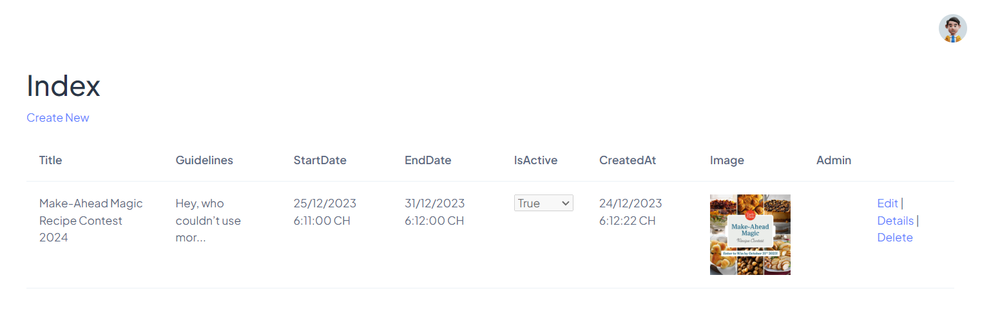 Index
Create New
Title Guidelines StartDate EndDate IsActive CreatedAt Image Admin
Make-Ahead Magic Recipe Contest 2024
Hey, who couldn't use mor...
25/12/2023 6:11:00 CH
31/12/2023 6:12:00 CH
True
24/12/2023 6:12:22 CH
Make-Ahead
Magic
Recipe Contest
Enter to Win by October 31st 2023!
Edit |
Details |
Delete